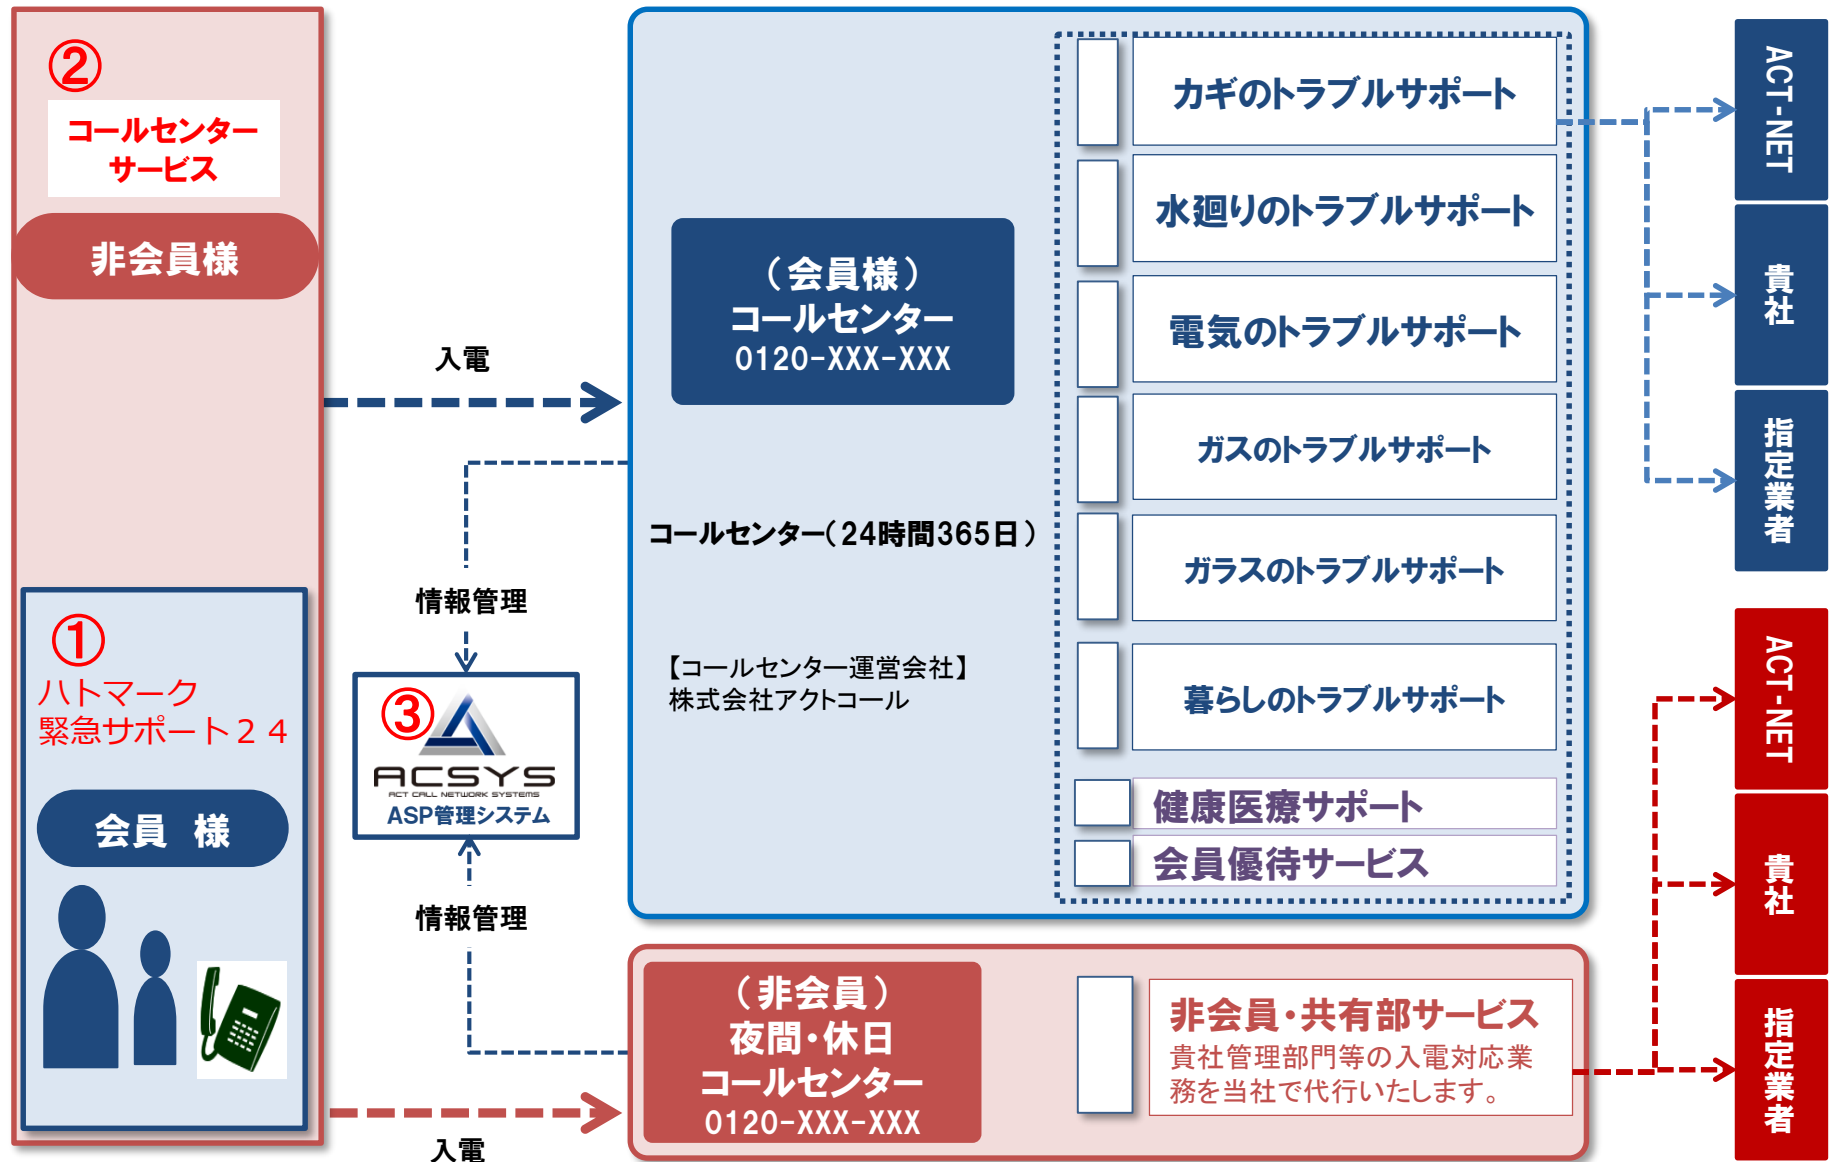 ②
コールセンター
サービス
非会員様
①
ハトマーク
緊急サポート２４
会員 様
入電
情報管理
③
ACSYS
ACT CALL NETWORK SYSTEMS
ASP管理システム
情報管理
入電
（会員様）
コールセンター
0120-XXX-XXX
コールセンター（24時間365日）
【コールセンター運営会社】
株式会社アクトコール
カギのトラブルサポート
水廻りのトラブルサポート
電気のトラブルサポート
ガスのトラブルサポート
ガラスのトラブルサポート
暮らしのトラブルサポート
健康医療サポート
会員優待サービス
（非会員）
夜間・休日
コールセンター
0120-XXX-XXX
非会員・共有部サービス
貴社管理部門等の入電対応業
務を当社で代行いたします。
ACT-NET
貴社
指定業者
ACT-NET
貴社
指定業者